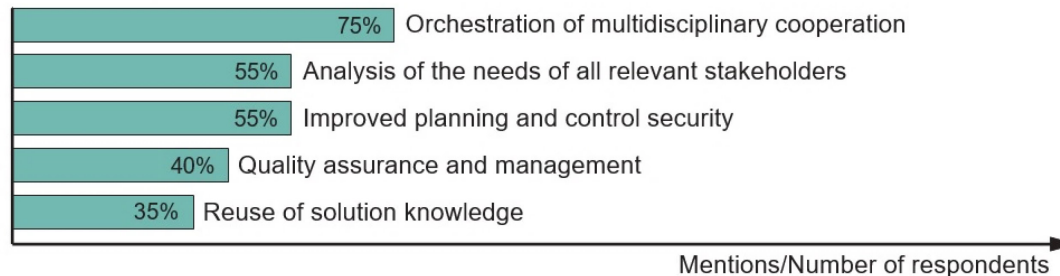 75% Orchestration of multidisciplinary cooperation
55% Analysis of the needs of all relevant stakeholders
55% Improved planning and control security
40% Quality assurance and management
35% Reuse of solution knowledge
Mentions/Number of respondents